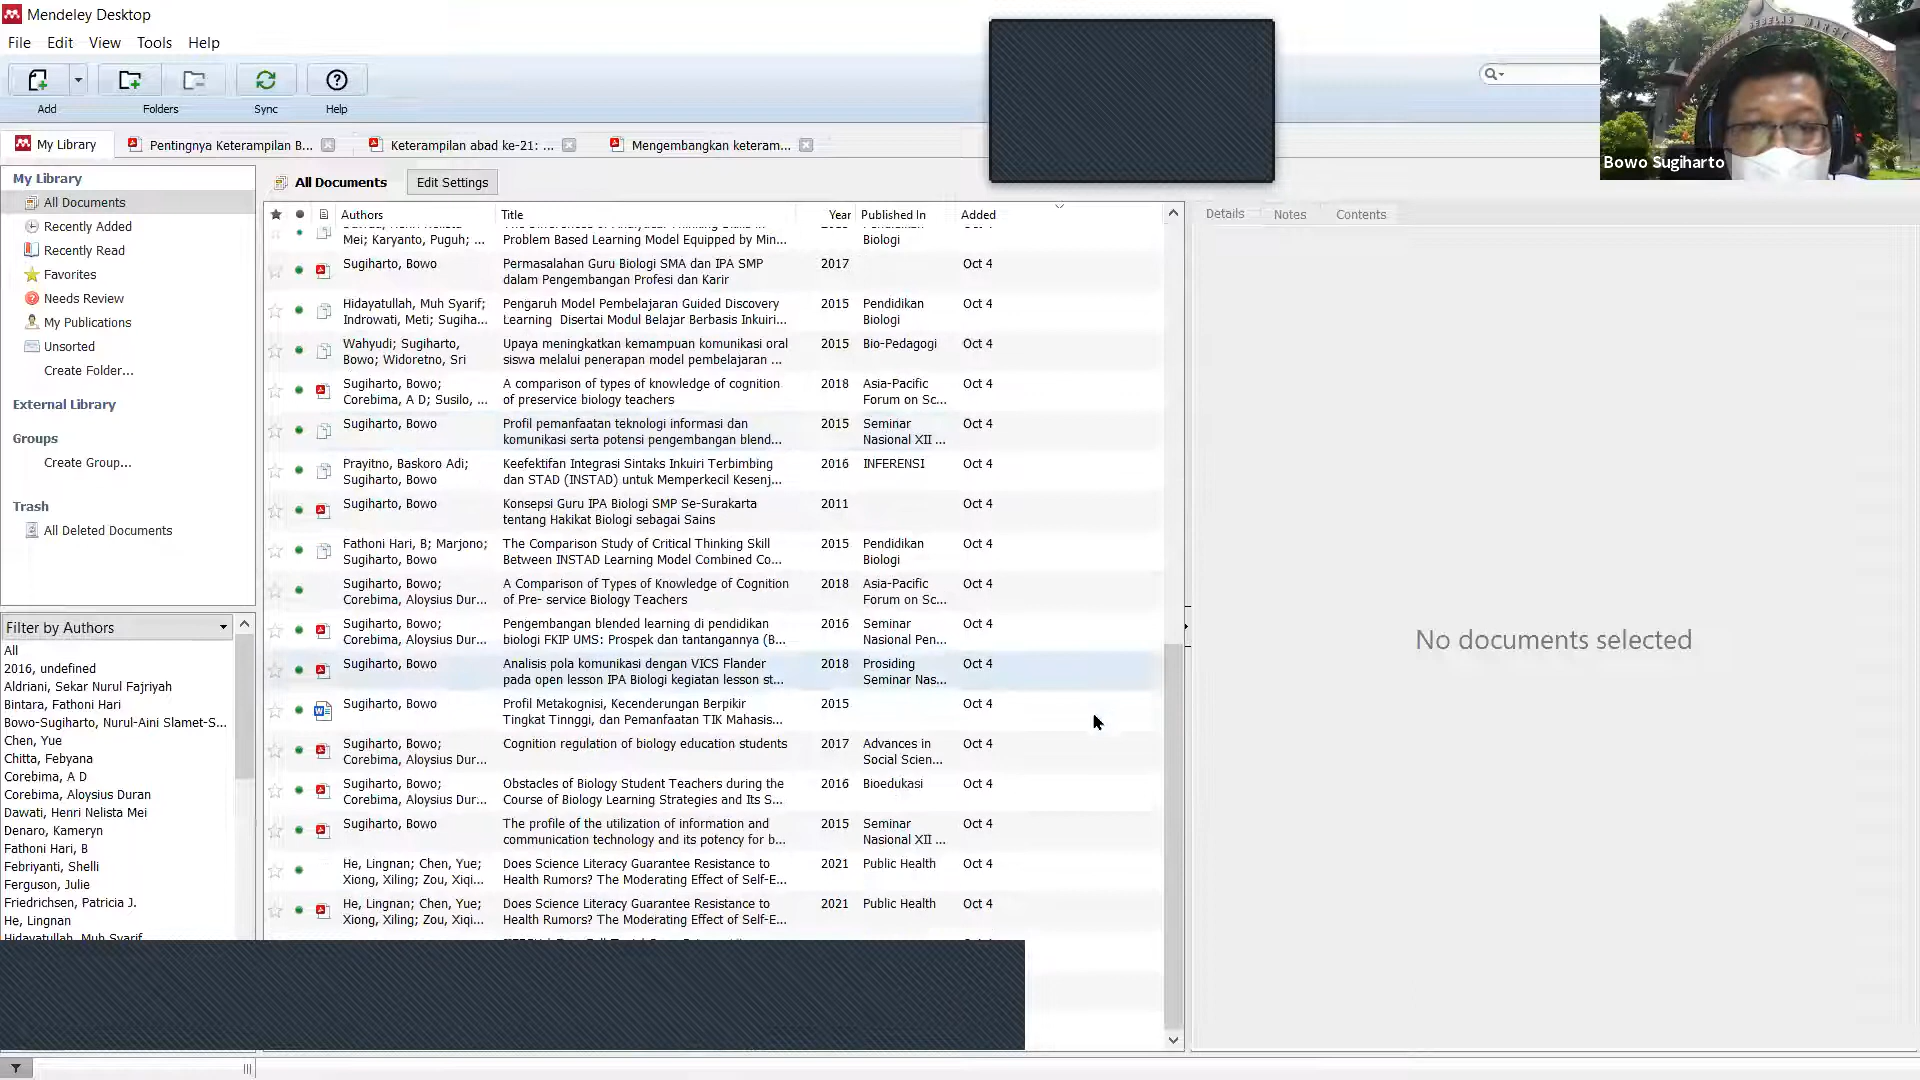 Mendeley Desktop
File Edit View Tools Help
Add Folders Sync Help
My Library Pentingnya Keterampilan B... Keterampilan abad ke-21: ... Mengembangkan keteram...
Bowo Sugiharto
My Library
All Documents
Recently Added
Recently Read
Favorites
Needs Review
My Publications
Unsorted
Create Folder...
External Library
Groups
Create Group...
Trash
All Deleted Documents
Filter by Authors
All
2016, undefined
Aldriani, Sekar Nurul Fajriyah
Bintara, Fathoni Hari
Bowo-Sugiharto, Nurul-Aini Slamet-S...
Chen, Yue
Chitta, Febyana
Corebima, A D
Corebima, Aloysius Duran
Dawati, Henri Nelista Mei
Denaro, Kameryn
Fathoni Hari, B
Febriyanti, Shelli
Ferguson, Julie
Friedrichsen, Patricia J.
He, Lingnan
Hidayatullah, Muh Syarif
All Documents Edit Settings
Authors Title Year Published In Added
Mei; Karyanto, Puguh; ... Problem Based Learning Model Equipped by Min... Biologi
Sugiharto, Bowo Permasalahan Guru Biologi SMA dan IPA SMP 2017 Oct 4
dalam Pengembangan Profesi dan Karir
Hidayatullah, Muh Syarif; Pengaruh Model Pembelajaran Guided Discovery 2015 Pendidikan Oct 4
Indrowati, Meti; Sugiha... Learning Disertai Modul Belajar Berbasis Inkuiri... Biologi
Wahyudi; Sugiharto, Upaya meningkatkan kemampuan komunikasi oral 2015 Bio-Pedagogi Oct 4
Bowo; Widoretno, Sri siswa melalui penerapan model pembelajaran ...
Sugiharto, Bowo; A comparison of types of knowledge of cognition 2018 Asia-Pacific Oct 4
Corebima, A D; Susilo, ... of preservice biology teachers Forum on Sc...
Sugiharto, Bowo Profil pemanfaatan teknologi informasi dan 2015 Seminar Oct 4
komunikasi serta potensi pengembangan blend... Nasional XII ...
Prayitno, Baskoro Adi; Keefektifan Integrasi Sintaks Inkuiri Terbimbing 2016 INFERENSI Oct 4
Sugiharto, Bowo dan STAD (INSTAD) untuk Memperkecil Kesenj...
Sugiharto, Bowo Konsepsi Guru IPA Biologi SMP Se-Surakarta 2011 Oct 4
tentang Hakikat Biologi sebagai Sains
Fathoni Hari, B; Marjono; The Comparison Study of Critical Thinking Skill 2015 Pendidikan Oct 4
Sugiharto, Bowo Between INSTAD Learning Model Combined Co... Biologi
Sugiharto, Bowo; A Comparison of Types of Knowledge of Cognition 2018 Asia-Pacific Oct 4
Corebima, Aloysius Dur... of Pre- service Biology Teachers Forum on Sc...
Sugiharto, Bowo; Pengembangan blended learning di pendidikan 2016 Seminar Oct 4
Corebima, Aloysius Dur... biologi FKIP UMS: Prospek dan tantangannya (B... Nasional Pen...
Sugiharto, Bowo Analisis pola komunikasi dengan VICS Flander 2018 Prosiding Oct 4
pada open lesson IPA Biologi kegiatan lesson st... Seminar Nas...
Sugiharto, Bowo Profil Metakognisi, Kecenderungan Berpikir 2015 Oct 4
Tingkat Tinnggi, dan Pemanfaatan TIK Mahasis...
Sugiharto, Bowo; Cognition regulation of biology education students 2017 Advances in Oct 4
Corebima, Aloysius Dur... Social Scien...
Sugiharto, Bowo; Obstacles of Biology Student Teachers during the 2016 Bioedukasi Oct 4
Corebima, Aloysius Dur... Course of Biology Learning Strategies and Its S...
Sugiharto, Bowo The profile of the utilization of information and 2015 Seminar Oct 4
communication technology and its potency for b... Nasional XII ...
He, Lingnan; Chen, Yue; Does Science Literacy Guarantee Resistance to 2021 Public Health Oct 4
Xiong, Xiling; Zou, Xiqi... Health Rumors? The Moderating Effect of Self-E...
He, Lingnan; Chen, Yue; Does Science Literacy Guarantee Resistance to 2021 Public Health Oct 4
Xiong, Xiling; Zou, Xiqi... Health Rumors? The Moderating Effect of Self-E...
Details Notes Contents
No documents selected